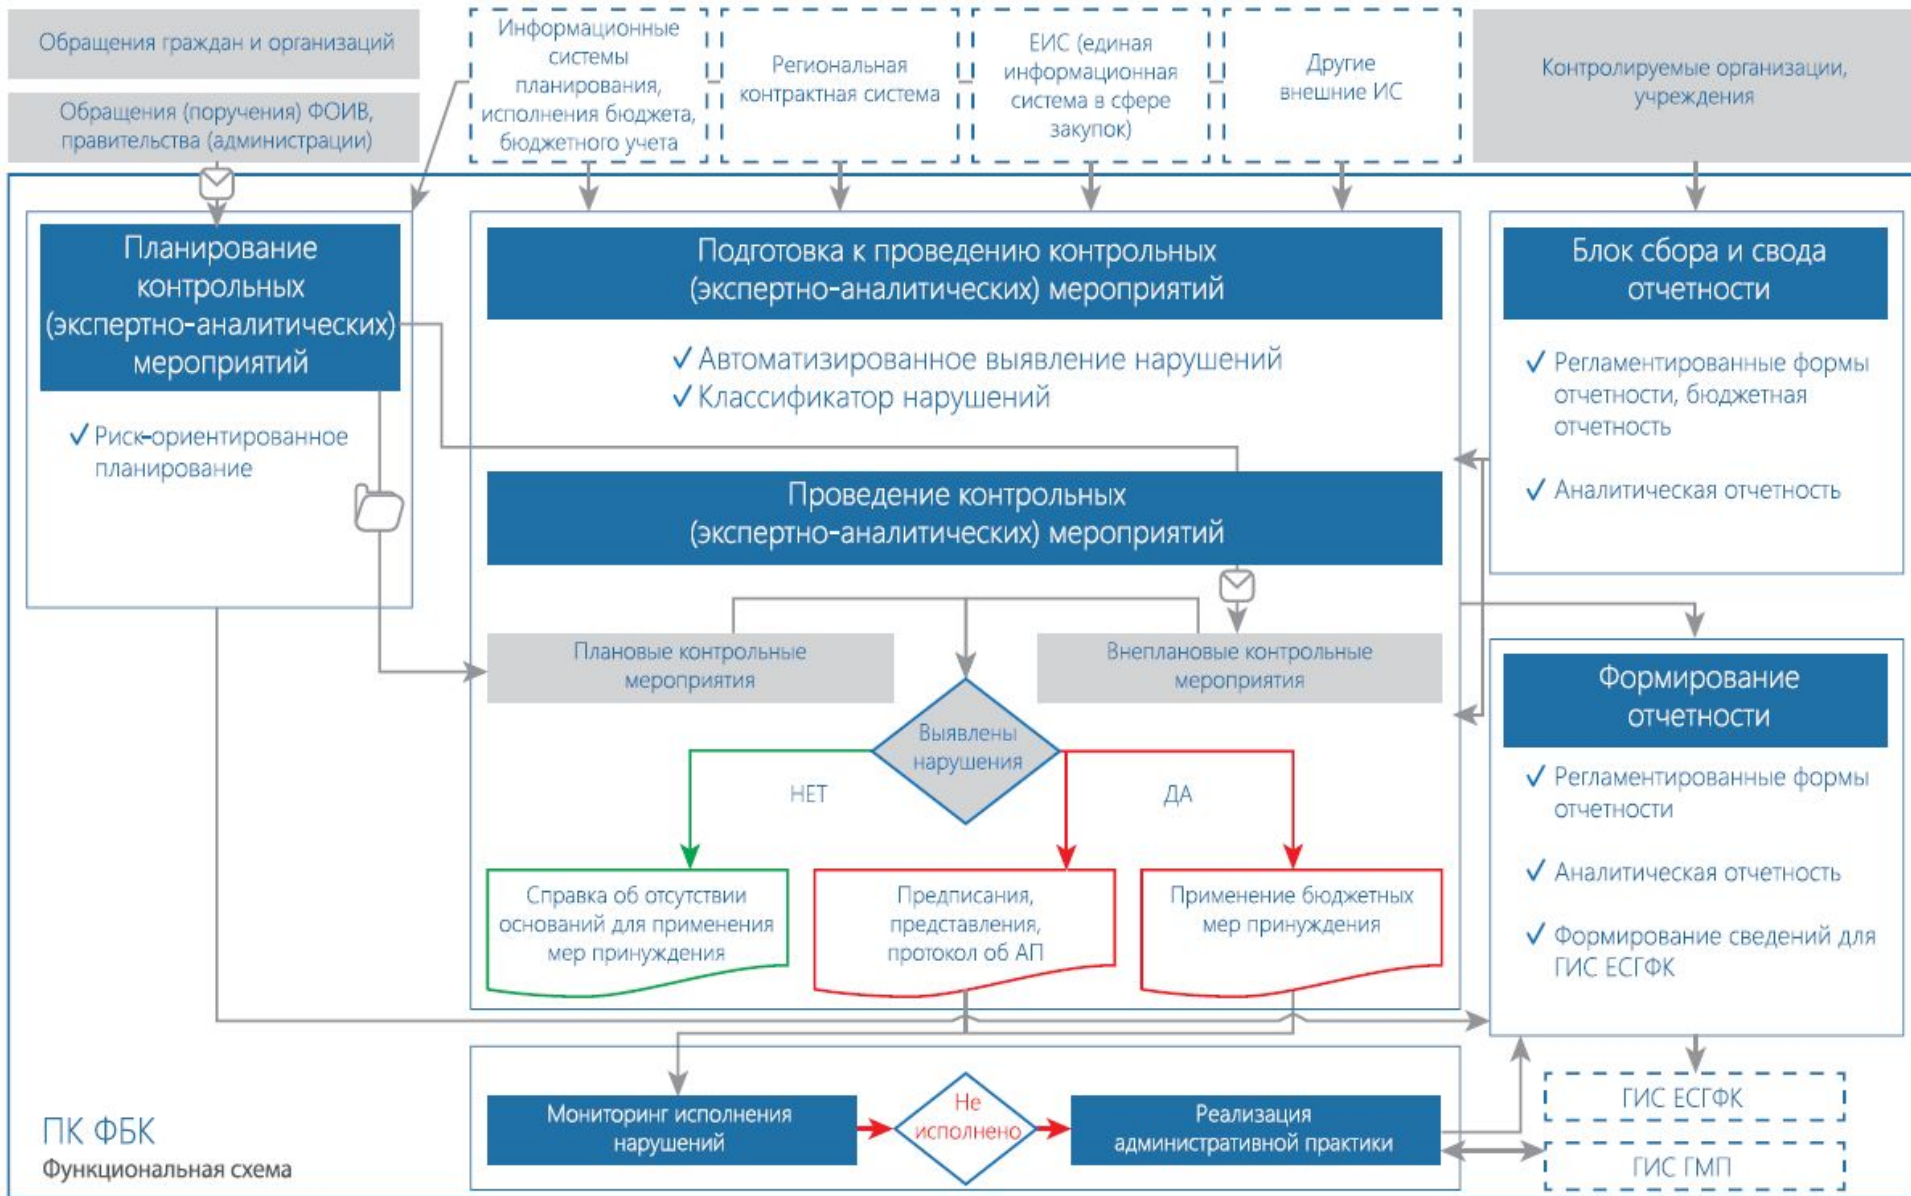 Обращения граждан и организаций
Обращения (поручения) ФОИВ,
правительства (администрации)
Информационные
системы
планирования,
исполнения бюджета,
бюджетного учета
Региональная
контрактная система
ЕИС (единая
информационная
система в сфере
закупок)
Другие
внешние ИС
Контролируемые организации,
учреждения
Планирование
контрольных
(экспертно-аналитических)
мероприятий
✓ Риск-ориентированное
планирование
Подготовка к проведению контрольных
(экспертно-аналитических) мероприятий
✓ Автоматизированное выявление нарушений
✓ Классификатор нарушений
Проведение контрольных
(экспертно-аналитических) мероприятий
Плановые контрольные
мероприятия
Внеплановые контрольные
мероприятия
Выявлены
нарушения
НЕТ
ДА
Справка об отсутствии
оснований для применения
мер принуждения
Предписания,
представления,
протокол об АП
Применение бюджетных
мер принуждения
Блок сбора и свода
отчетности
✓ Регламентированные формы
отчетности, бюджетная
отчетность
✓ Аналитическая отчетность
Формирование
отчетности
✓ Регламентированные формы
отчетности
✓ Аналитическая отчетность
✓ Формирование сведений для
ГИС ЕСГФК
Мониторинг исполнения
нарушений
Не
исполнено
Реализация
административной практики
ГИС ЕСГФК
ГИС ГМП
ПК ФБК
Функциональная схема